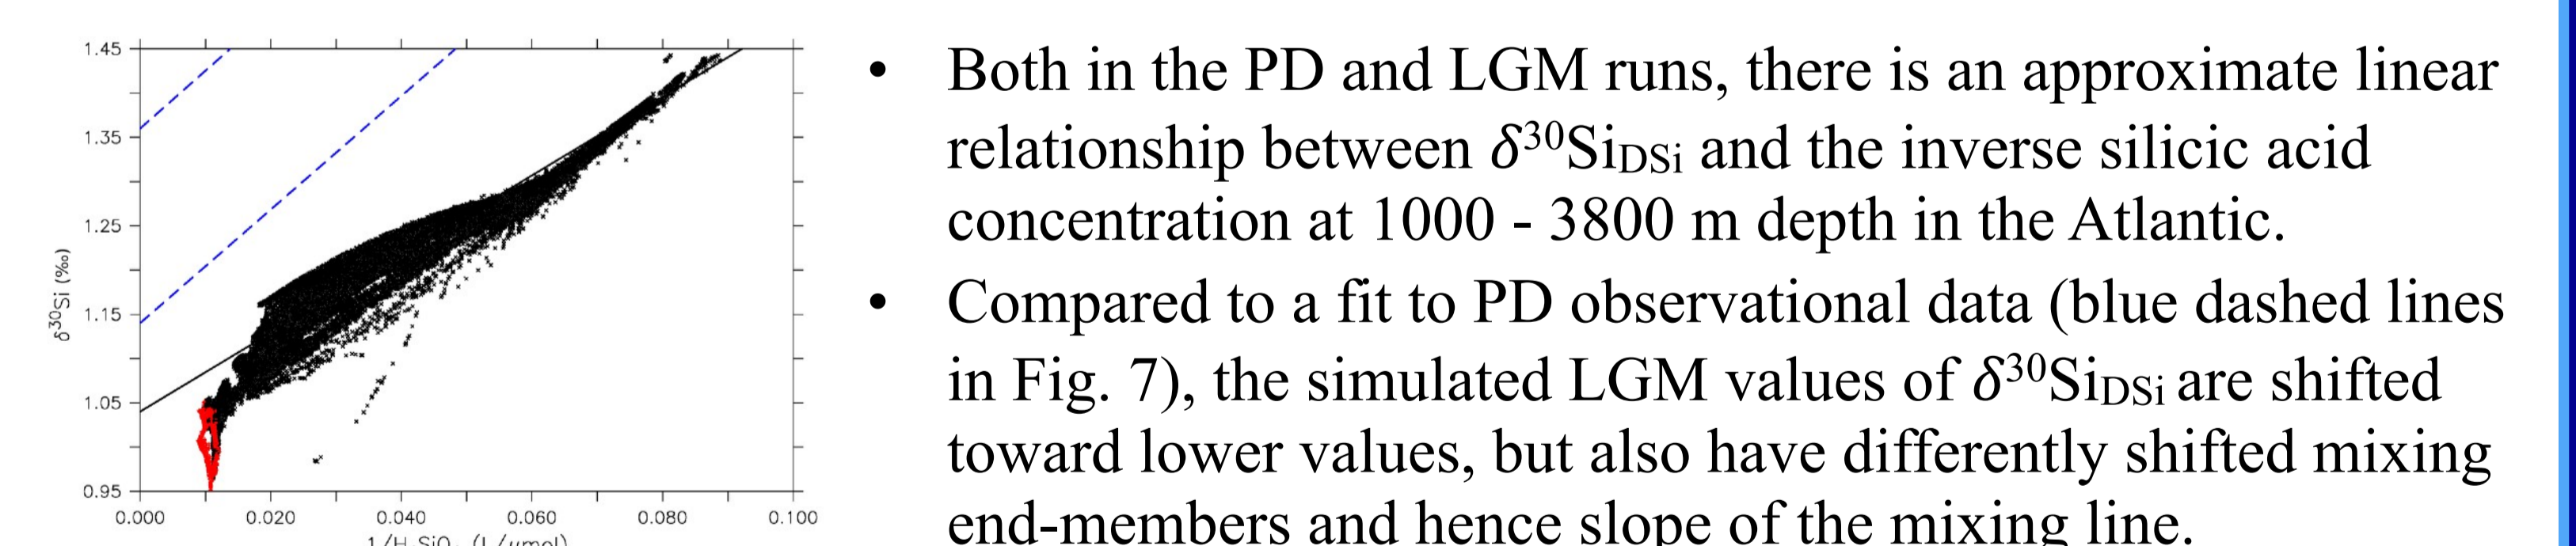 1.45
1.35
1.25
1.15
1.05
0.95
δ30Si (‰)
0.000 0.020 0.040 0.060 0.080 0.100
• Both in the PD and LGM runs, there is an approximate linear
relationship between δ30SiDSi and the inverse silicic acid
concentration at 1000 - 3800 m depth in the Atlantic.
• Compared to a fit to PD observational data (blue dashed lines
in Fig. 7), the simulated LGM values of δ30SiDSi are shifted
toward lower values, but also have differently shifted mixing
end-members and hence slope of the mixing line.